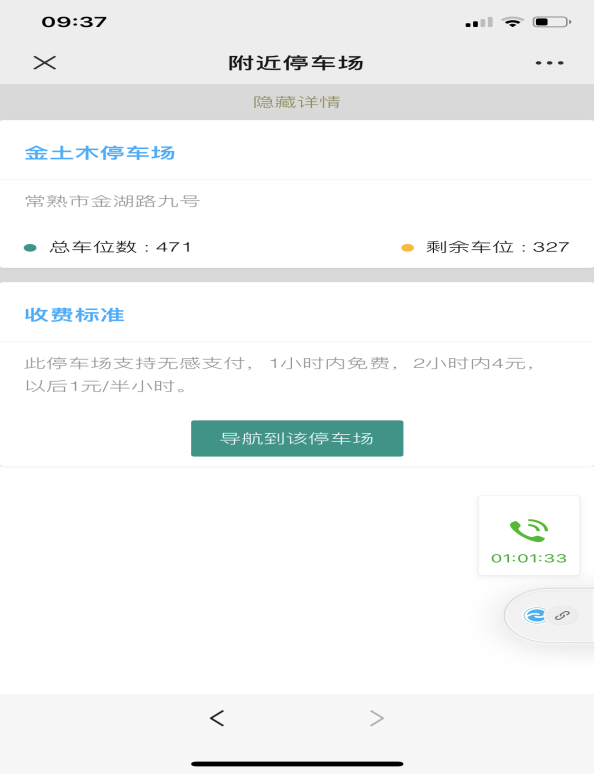 09:37
附近停车场
隐藏详情
金土木停车场
常熟市金湖路九号
总车位数：471
剩余车位：327
收费标准
此停车场支持无感支付，1小时内免费，2小时内4元，
以后1元/半小时。
导航到该停车场
01:01:33